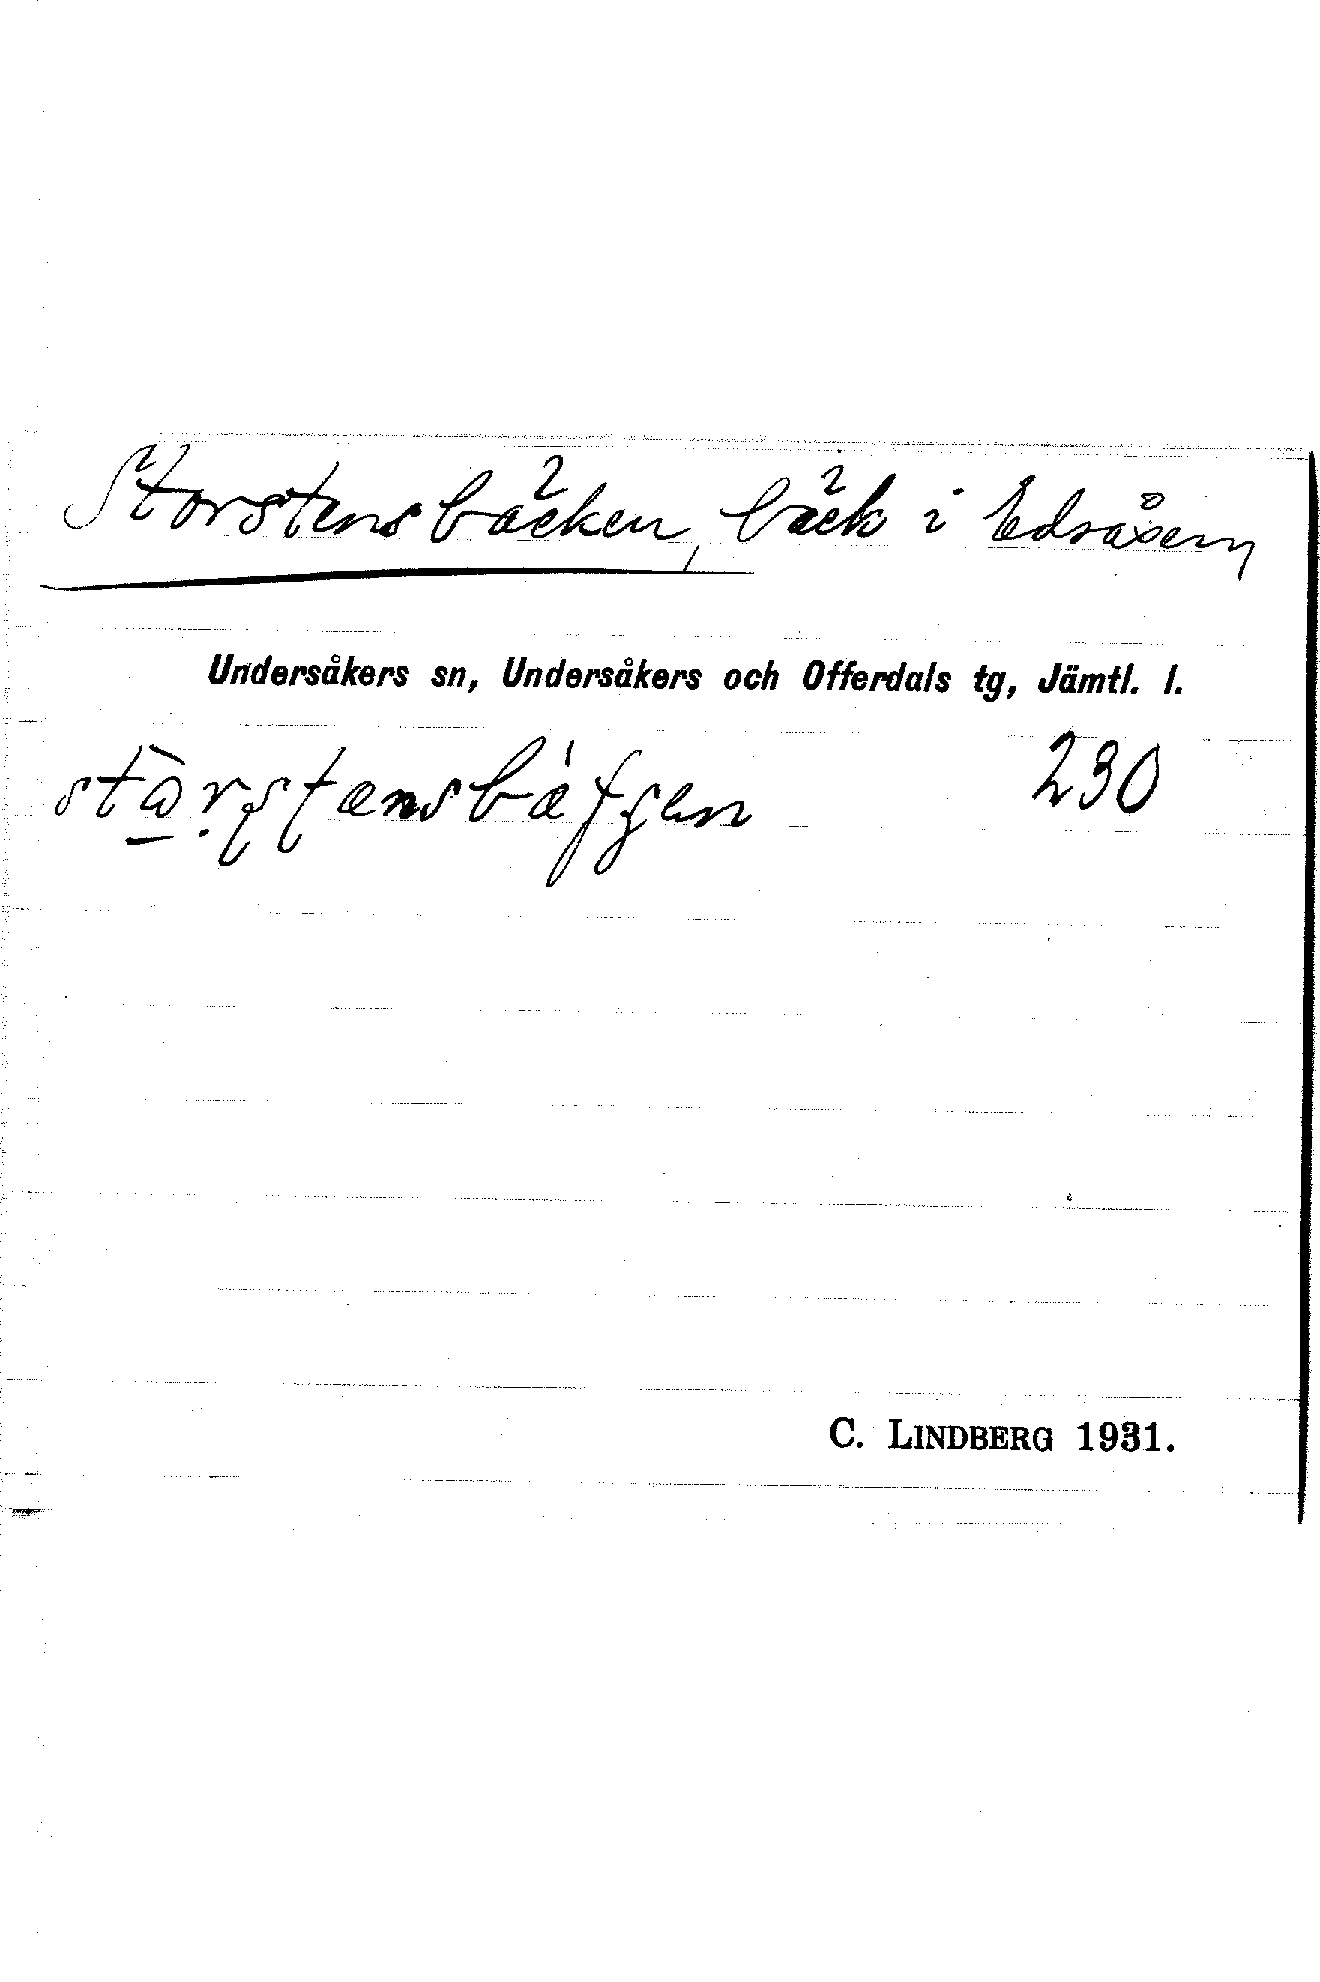 Storstensbäcken, bäck i Edsåsen
Undersåkers sn, Undersåkers och Offerdals tg, Jämtl. l.
230
C. LINDBERG 1931.